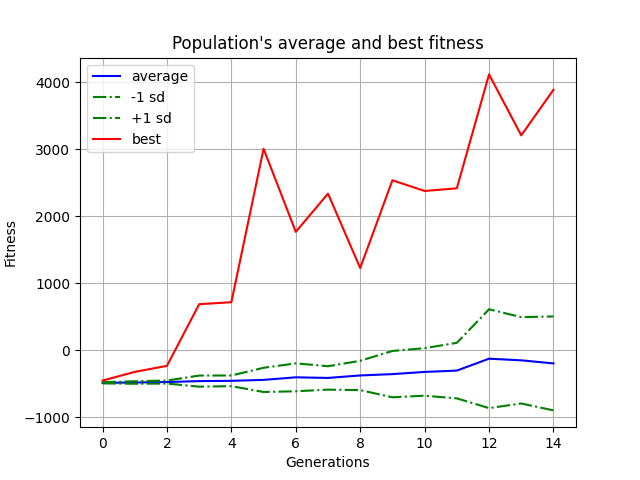 Population's average and best fitness
average
-1 sd
+1 sd
best
4000
3000
2000
1000
0
−1000
Fitness
0 2 4 6 8 10 12 14
Generations